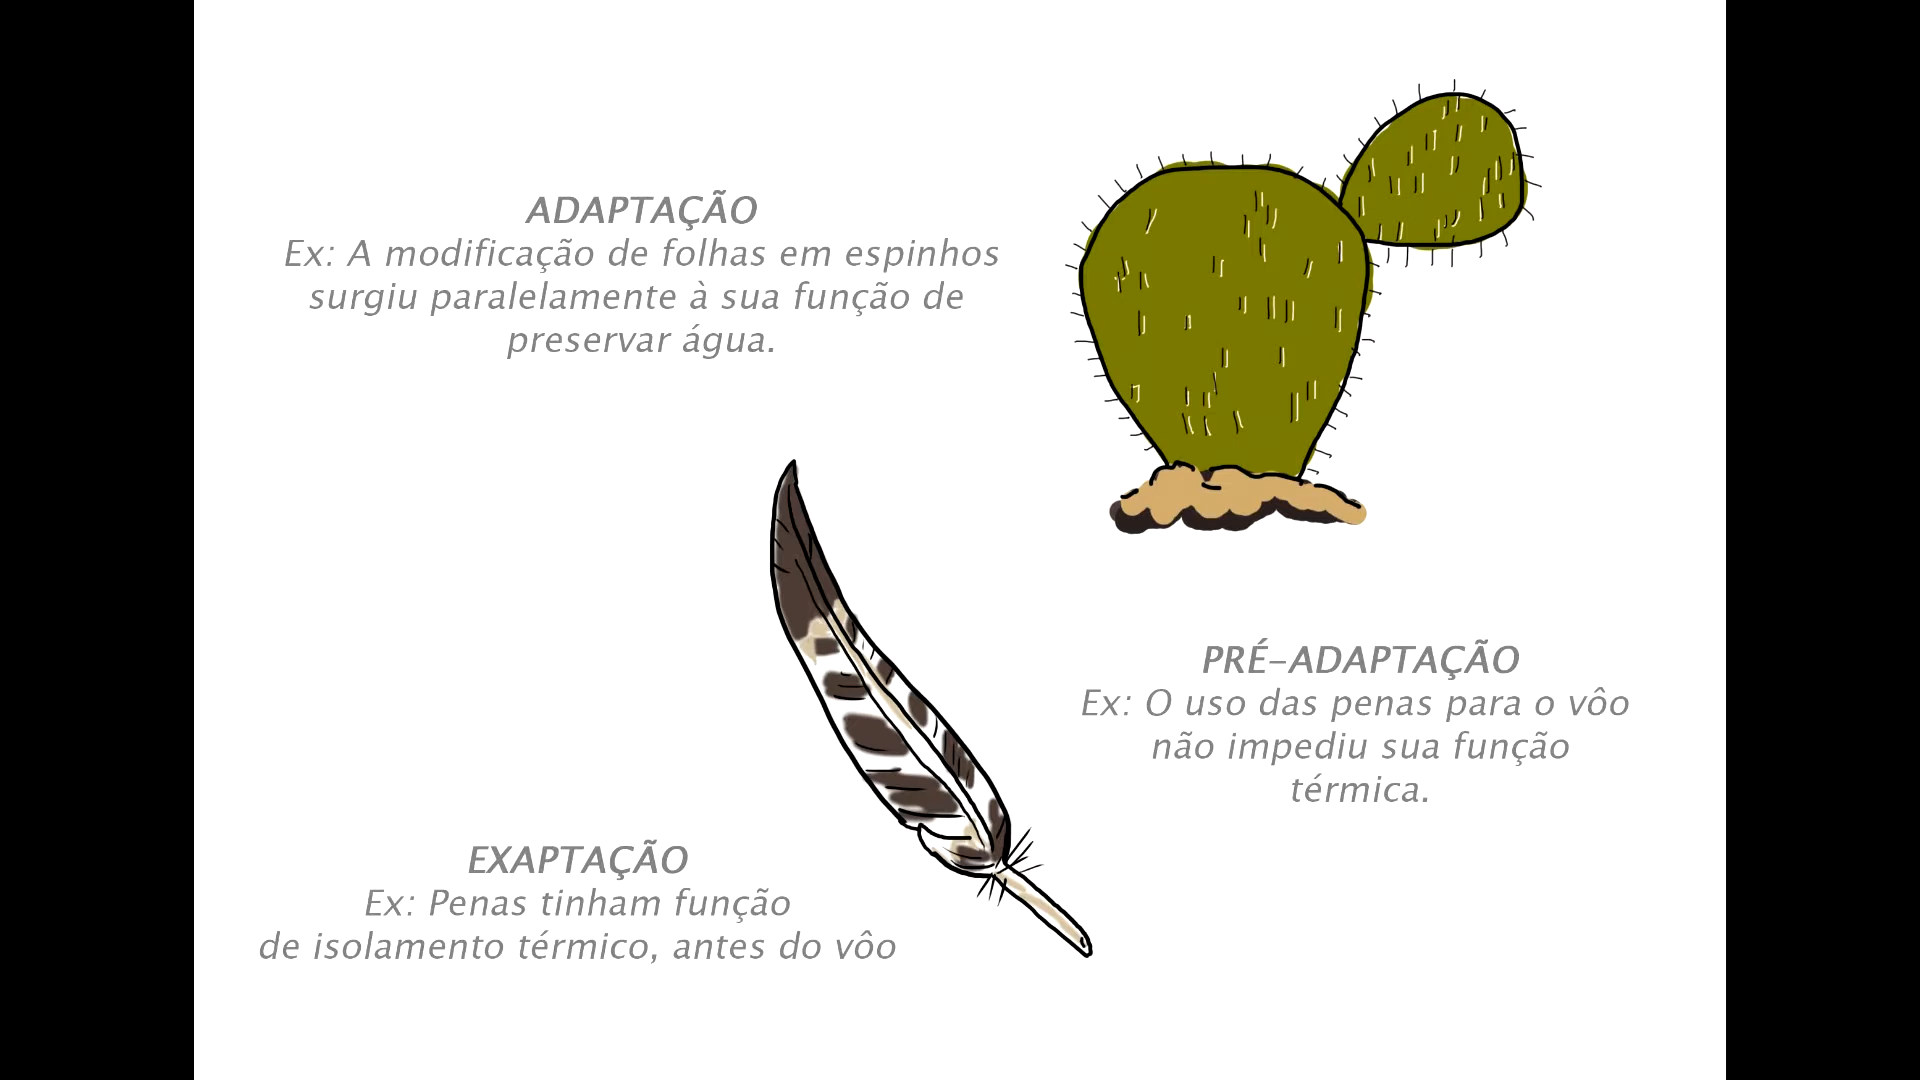 ADAPTAÇÃO
Ex: A modificação de folhas em espinhos
surgiu paralelamente à sua função de
preservar água.
PRÉ-ADAPTAÇÃO
Ex: O uso das penas para o vôo
não impediu sua função
térmica.
EXAPTAÇÃO
Ex: Penas tinham função
de isolamento térmico, antes do vôo